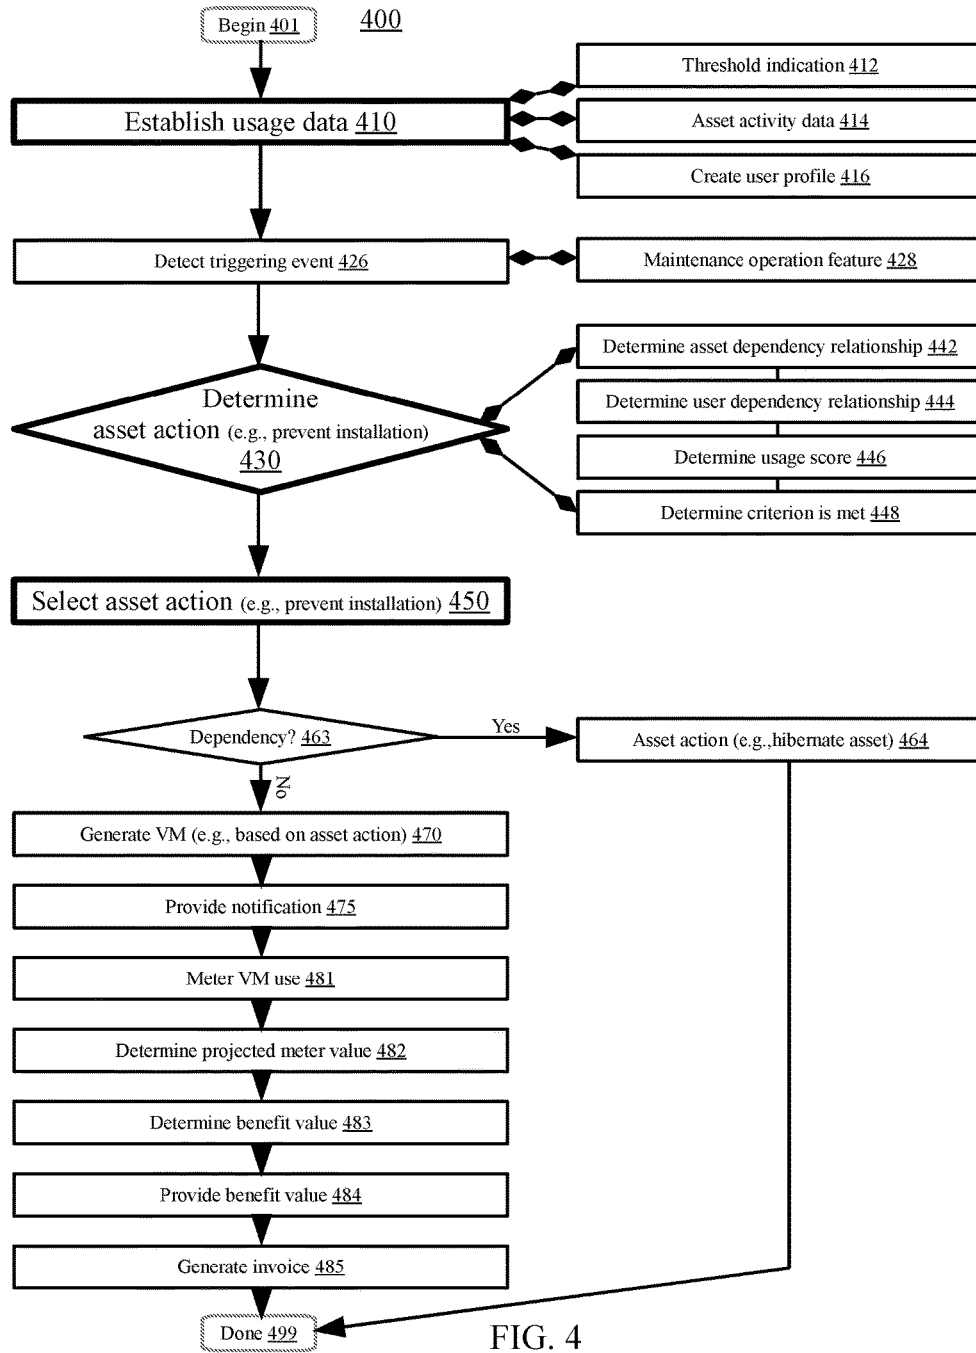 Begin 401
400
Threshold indication 412
Establish usage data 410
Asset activity data 414
Create user profile 416
Detect triggering event 426
Maintenance operation feature 428
Determine asset dependency relationship 442
Determine user dependency relationship 444
Determine usage score 446
Determine criterion is met 448
Determine
asset action (e.g., prevent installation)
430
Select asset action (e.g., prevent installation) 450
Dependency? 463
Yes
Asset action (e.g.,hibernate asset) 464
No
Generate VM (e.g., based on asset action) 470
Provide notification 475
Meter VM use 481
Determine projected meter value 482
Determine benefit value 483
Provide benefit value 484
Generate invoice 485
Done 499
FIG. 4